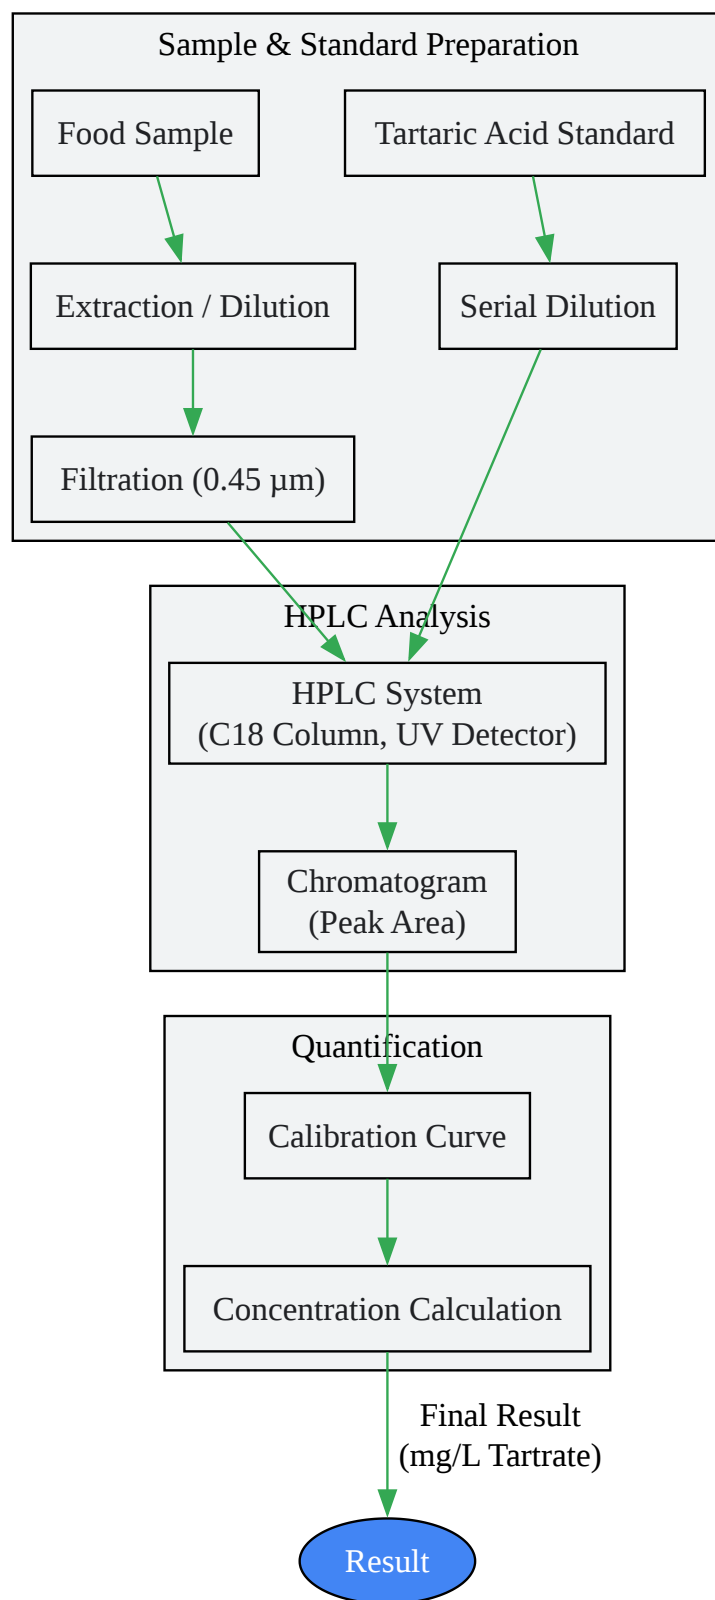 Sample & Standard Preparation
Food Sample
Tartaric Acid Standard
Extraction / Dilution
Serial Dilution
Filtration (0.45 µm)
HPLC Analysis
HPLC System
(C18 Column, UV Detector)
Chromatogram
(Peak Area)
Quantification
Calibration Curve
Concentration Calculation
Final Result
(mg/L Tartrate)
Result